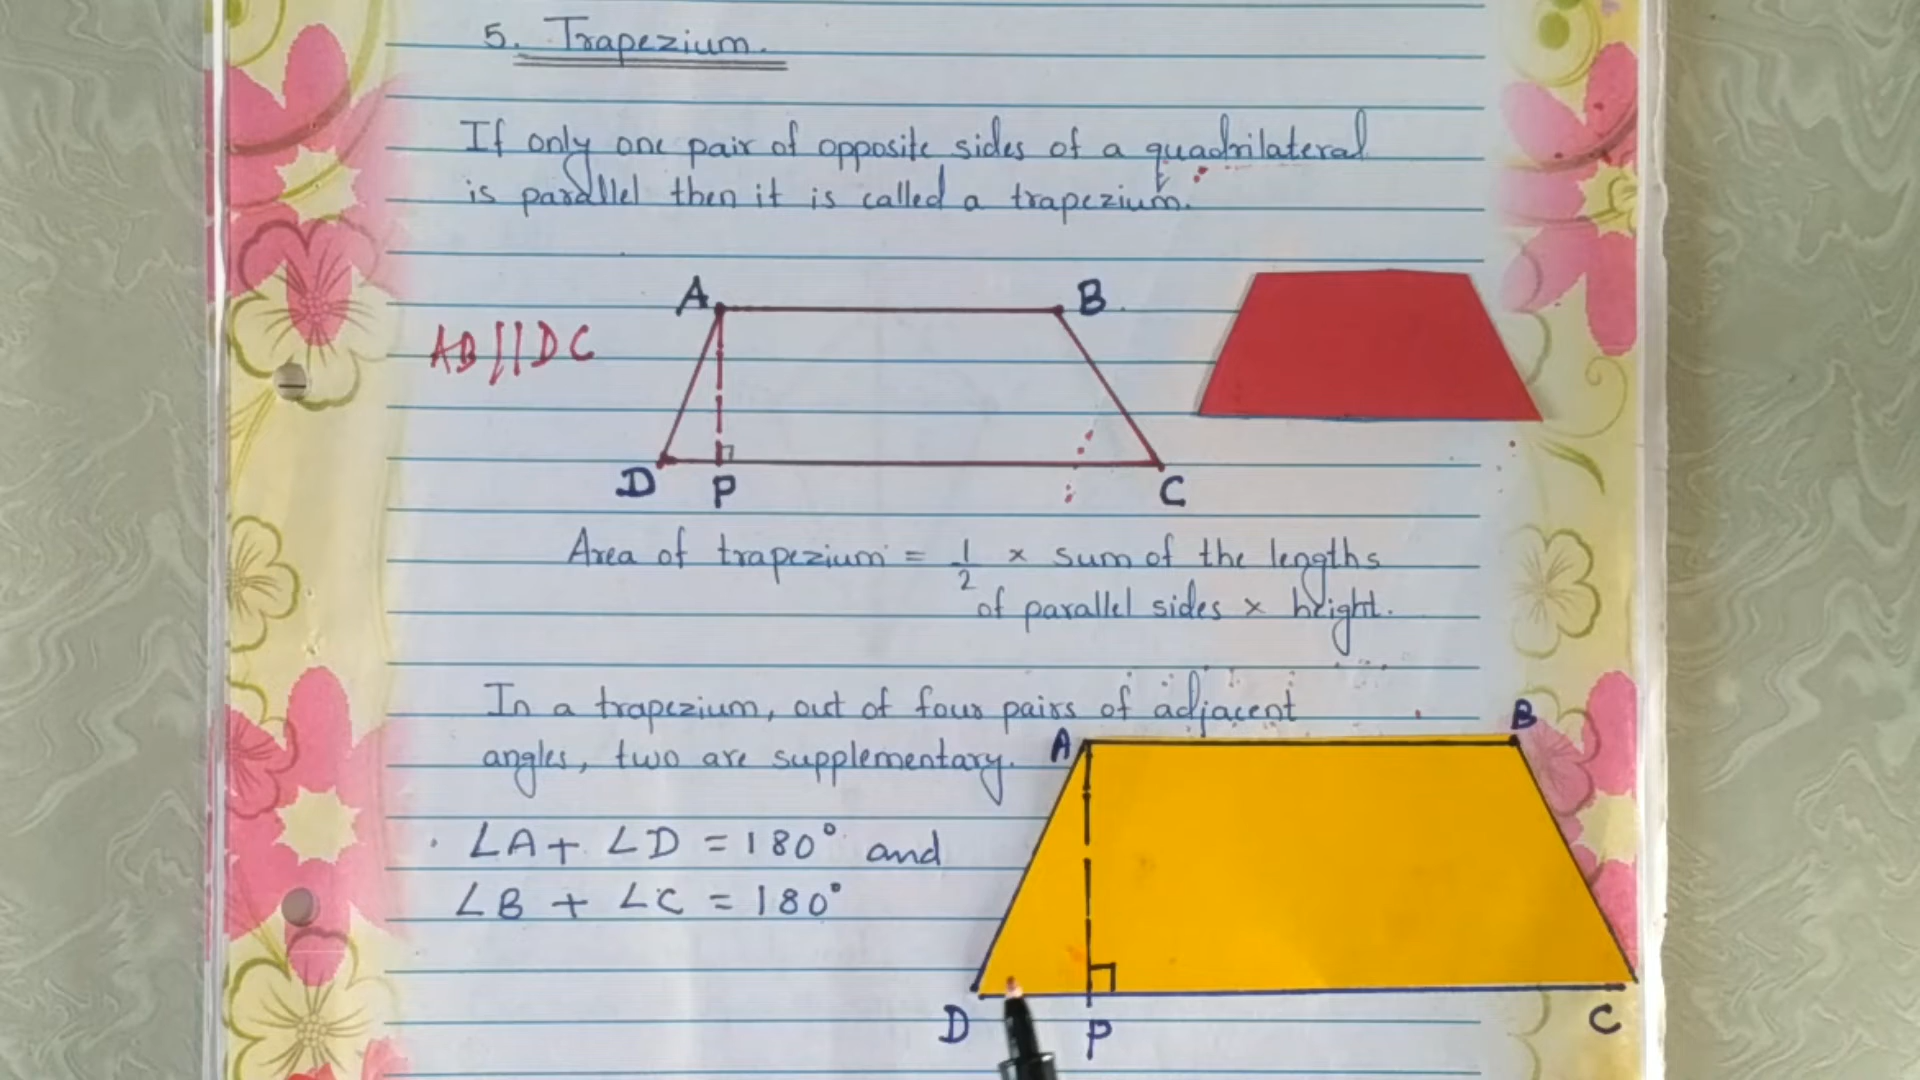 5. Trapezium.
If only one pair of opposite sides of a quadrilateral
is parallel then it is called a trapezium.
A B
AB||DC
D P C
Area of trapezium = 1/2 × sum of the lengths
of parallel sides × height.
In a trapezium, out of four pairs of adjacent
angles, two are supplementary.
A B
∠A + ∠D = 180° and
∠B + ∠C = 180°
D P C